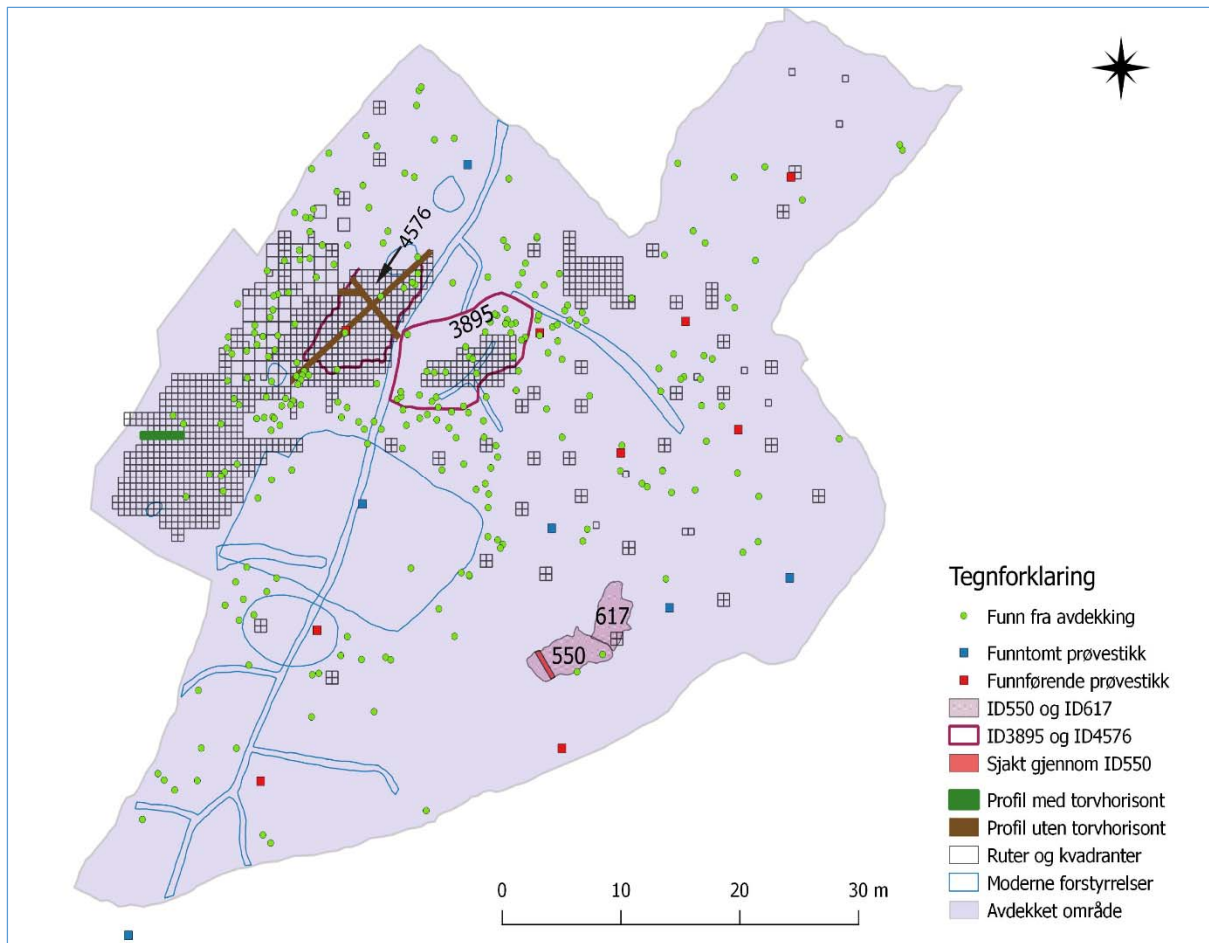 4576
3895
617
550
Tegnforklaring
Funn fra avdekking
Funntomt prøvestikk
Funnførende prøvestikk
ID550 og ID617
ID3895 og ID4576
Sjakt gjennom ID550
Profil med torvhorisont
Profil uten torvhorisont
Ruter og kvadranter
Moderne forstyrrelser
Avdekket område
0 10 20 30 m